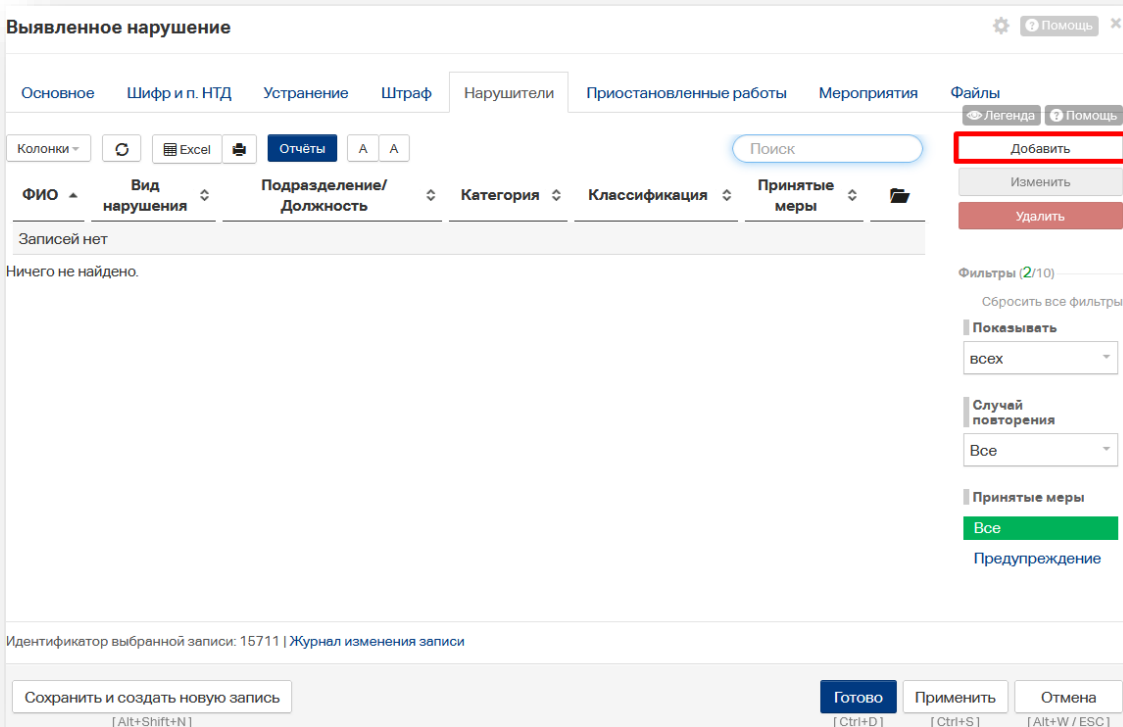 Выявленное нарушение
Помощь
Основное Шифр и п. НТД Устранение Штраф Нарушители Приостановленные работы Мероприятия Файлы
Легенда Помощь
Колонки Excel Отчёты А А Поиск
Добавить
ФИО Вид нарушения Подразделение/ Должность Категория Классификация Принятые меры
Изменить
Удалить
Записей нет
Ничего не найдено.
Фильтры (2/10)
Сбросить все фильтры
Показывать
всех
Случай
повторения
Все
Принятые меры
Все
Предупреждение
Идентификатор выбранной записи: 15711 | Журнал изменения записи
Сохранить и создать новую запись Готово Применить Отмена
[Alt+Shift+N] [Ctrl+D] [Ctrl+S] [Alt+W / ESC]